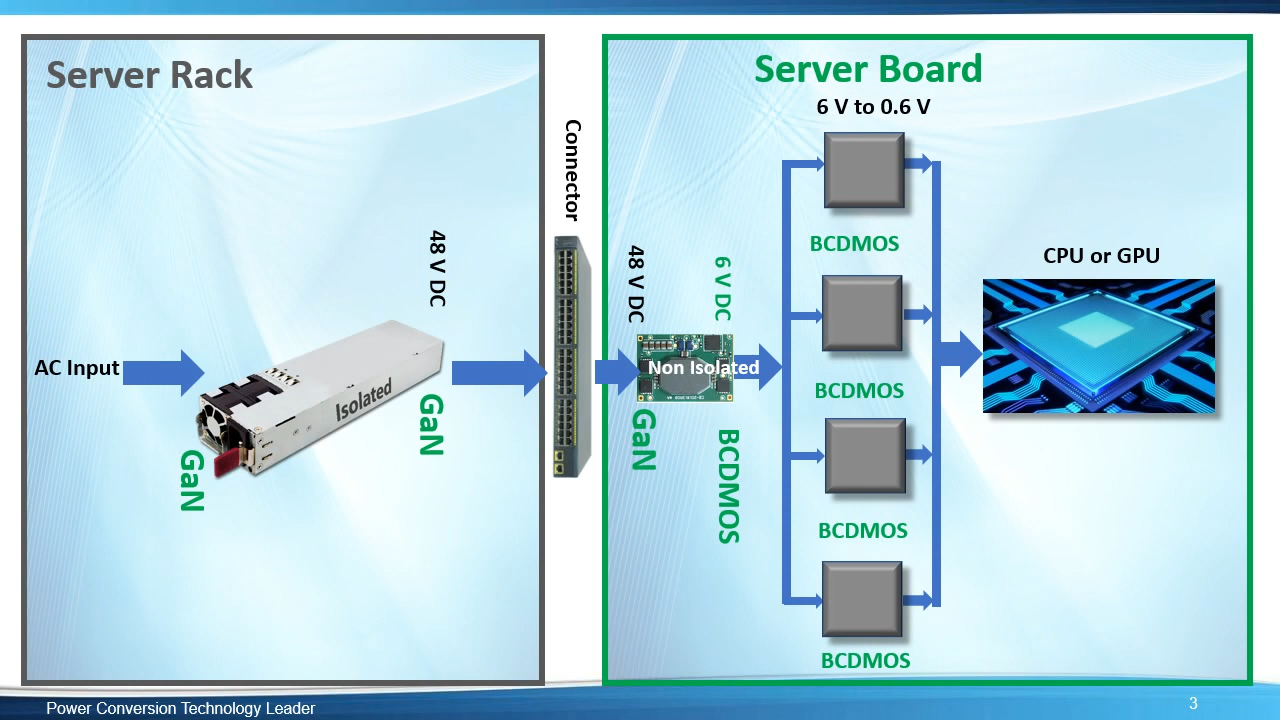 Server Rack
AC Input
Isolated
GaN
48 V DC
GaN
Connector
Server Board
6 V to 0.6 V
48 V DC
6 V DC
Non Isolated
GaN
BCDMOS
BCDMOS
BCDMOS
BCDMOS
BCDMOS
CPU or GPU
Power Conversion Technology Leader
3